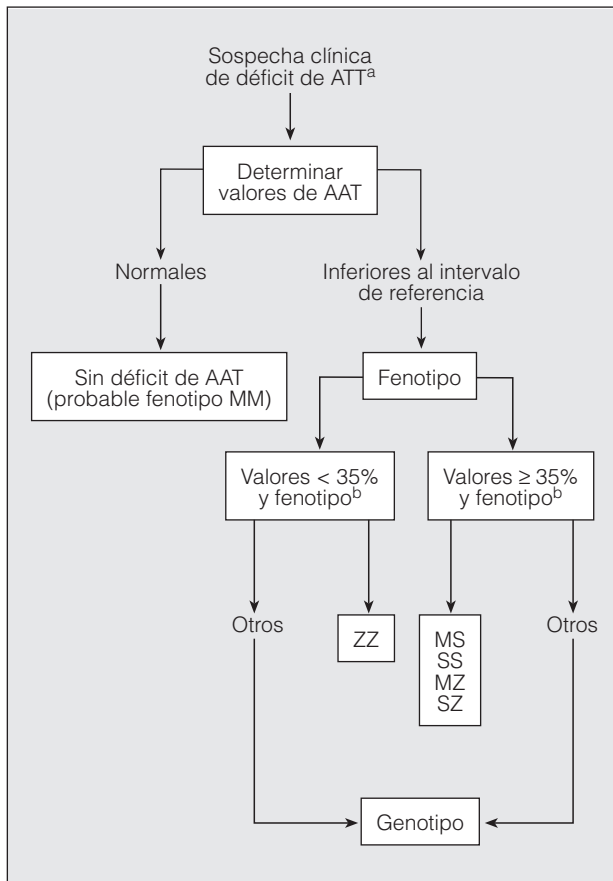 Sospecha clínica
de déficit de ATTᵃ
Determinar
valores de AAT
Normales
Inferiores al intervalo
de referencia
Sin déficit de AAT
(probable fenotipo MM)
Fenotipo
Valores < 35%
y fenotipoᵇ
Valores ≥ 35%
y fenotipoᵇ
Otros
ZZ
MS
SS
MZ
SZ
Otros
Genotipo